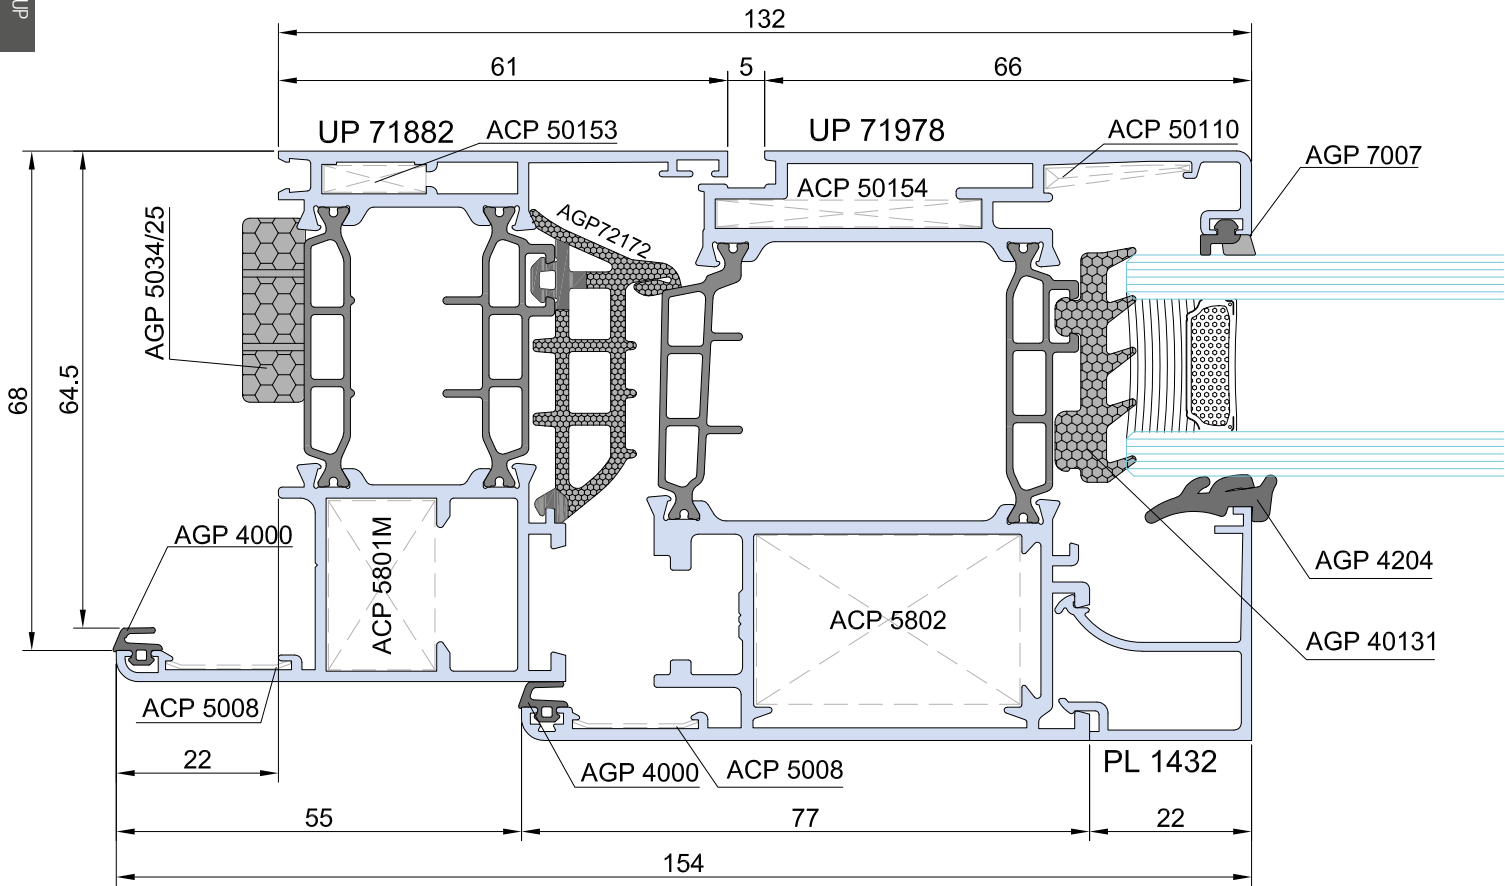 UP
132
61
5
66
UP 71882
ACP 50153
UP 71978
ACP 50110
AGP 7007
ACP 50154
AGP72172
AGP 5034/25
68
64.5
AGP 4000
ACP 5801M
ACP 5802
AGP 4204
AGP 40131
ACP 5008
22
AGP 4000
ACP 5008
PL 1432
55
77
22
154